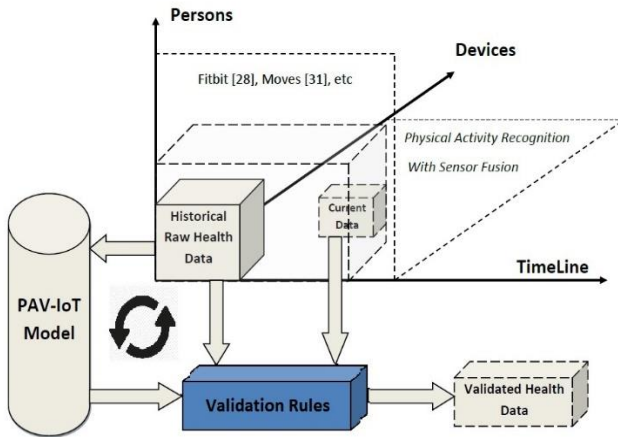 Persons
Devices
Fitbit [28], Moves [31], etc
Physical Activity Recognition
With Sensor Fusion
Historical
Raw Health
Data
Current
Data
TimeLine
PAV-IoT
Model
Validation Rules
Validated Health
Data